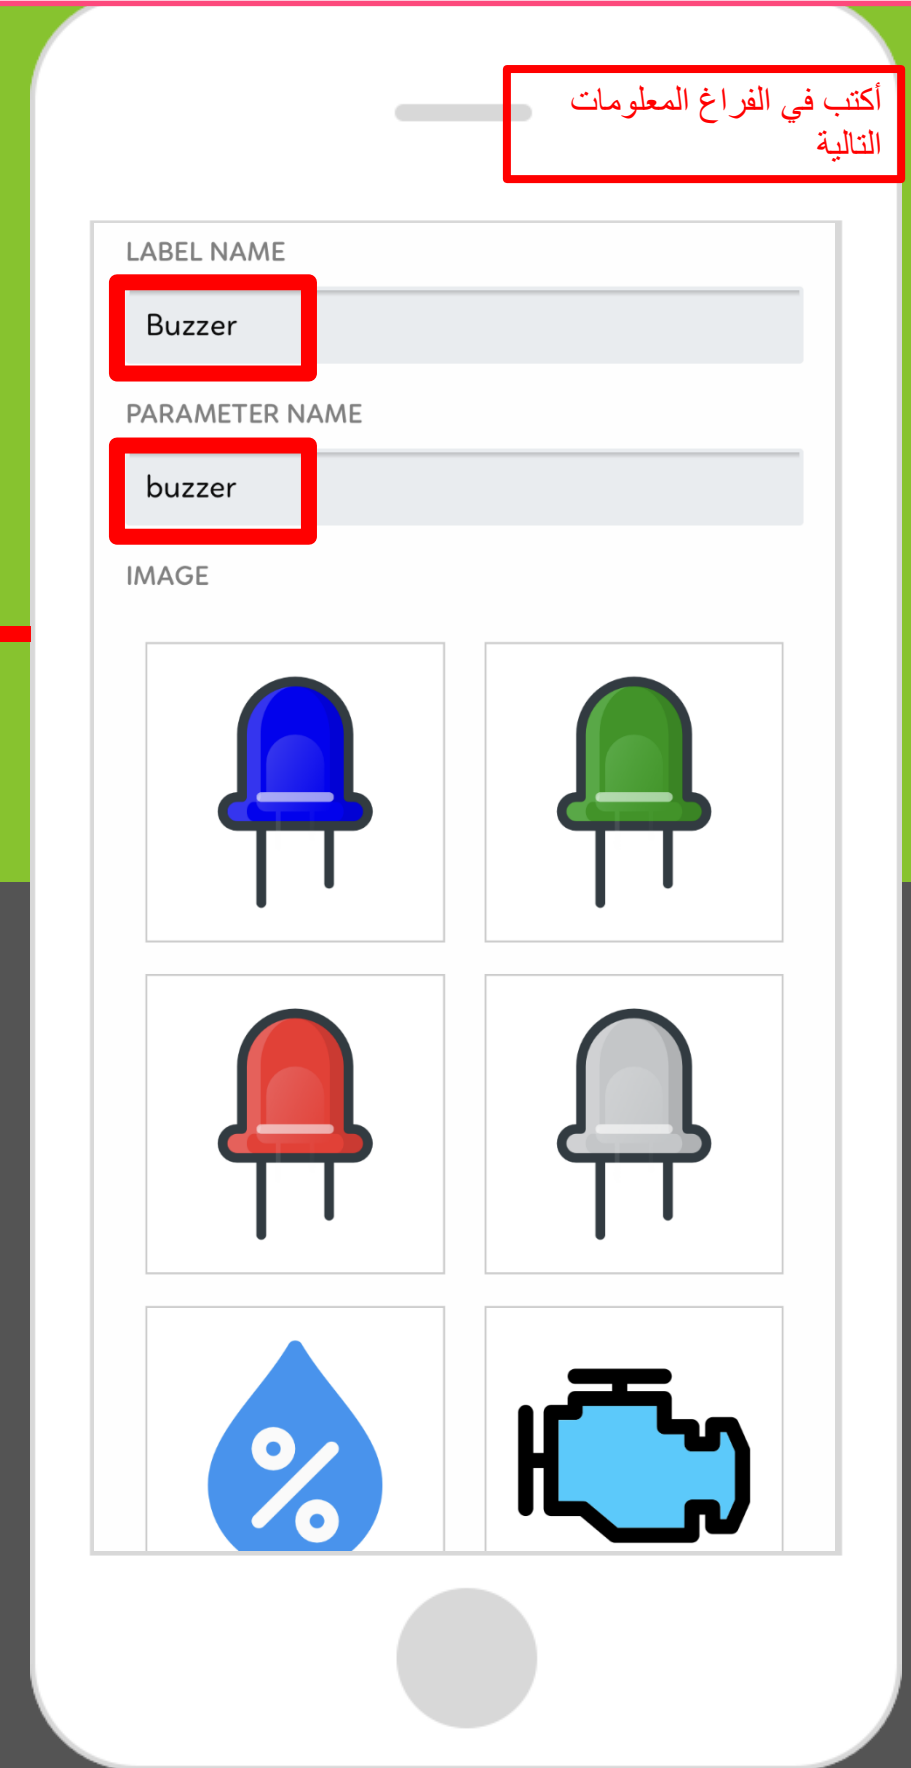 أكتب في الفراغ المعلومات
التالية
LABEL NAME
Buzzer
PARAMETER NAME
buzzer
IMAGE
%